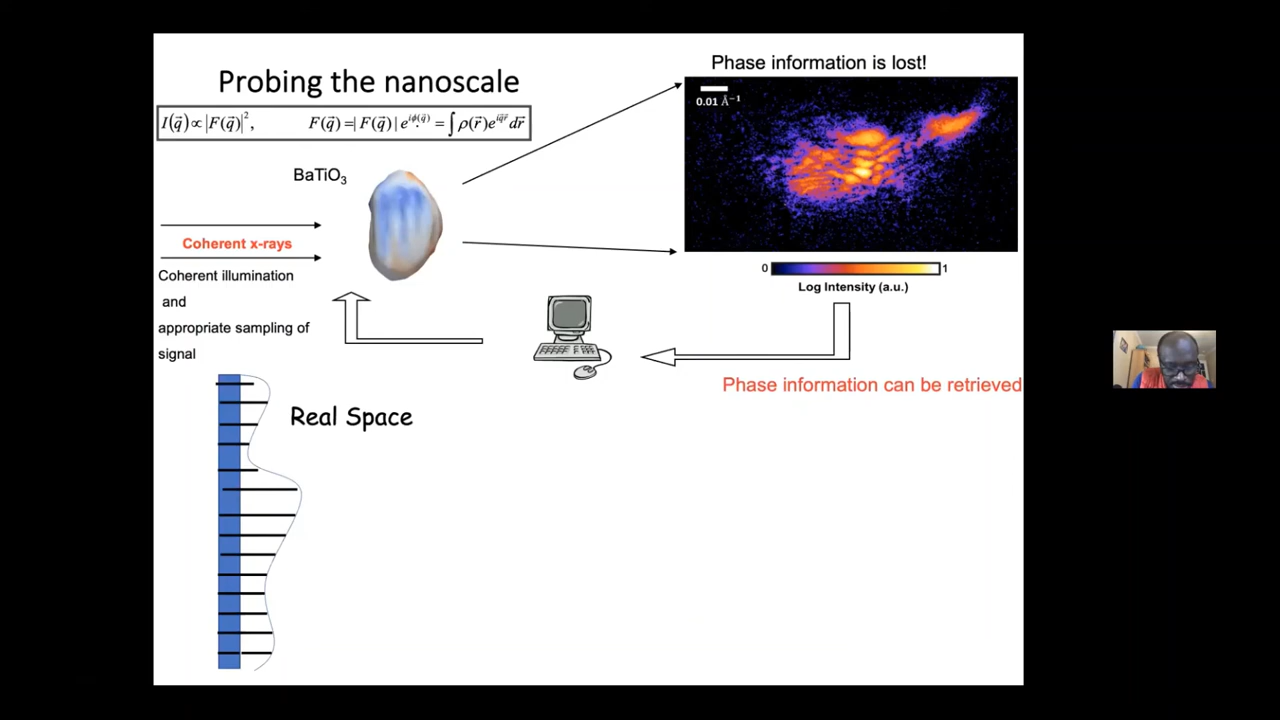 Probing the nanoscale
I(q⃗) ∝ |F(q⃗)|², F(q⃗) =| F(q⃗) | e^{iϕ(q⃗)} = ∫ ρ(r⃗)e^{iq⃗r⃗}dr⃗
BaTiO₃
Coherent x-rays
Coherent illumination
and
appropriate sampling of
signal
Real Space
Phase information is lost!
0.01 Å⁻¹
0 1
Log Intensity (a.u.)
Phase information can be retrieved